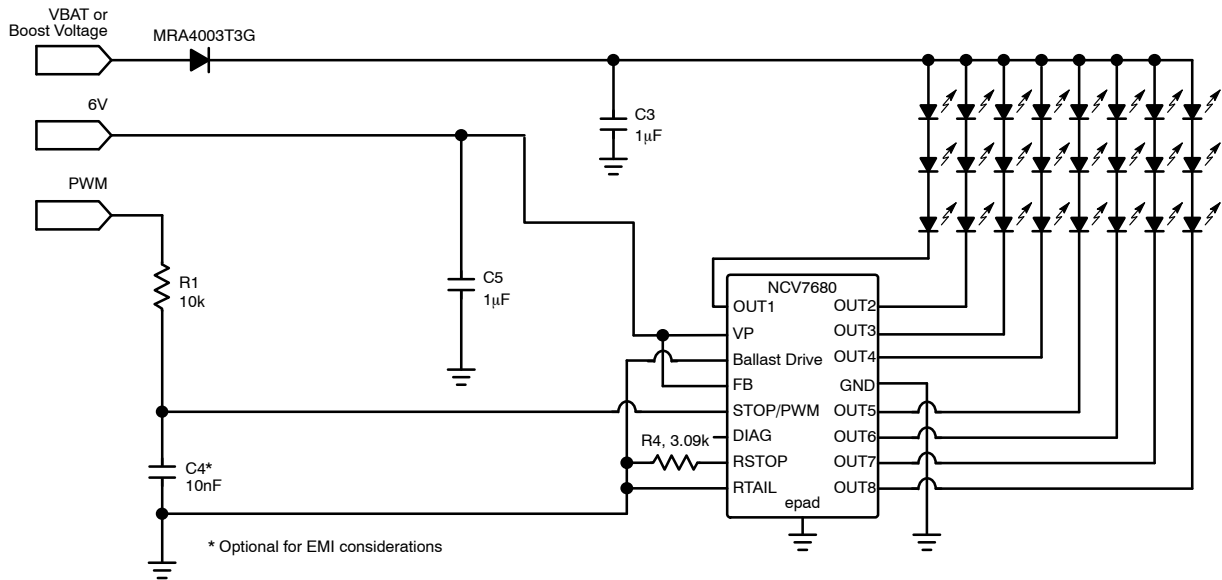 VBAT or
Boost Voltage
MRA4003T3G
6V
C3
1μF
PWM
R1
10k
C5
1μF
NCV7680
OUT1
OUT2
VP
OUT3
Ballast Drive
OUT4
FB
GND
STOP/PWM
OUT5
R4, 3.09k
DIAG
OUT6
RSTOP
OUT7
RTAIL
OUT8
epad
C4*
10nF
* Optional for EMI considerations